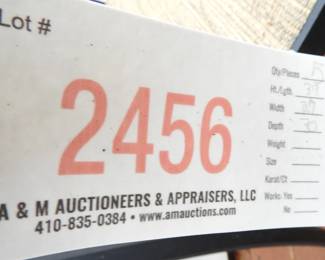 Lot #
2456
A & M AUCTIONEERS & APPRAISERS, LLC
410-835-0384 • www.amauctions.com
Qty/Pieces
Ht./Lgth
Width
Depth
Weight
Size
Karat/Ct
Works: Yes
No